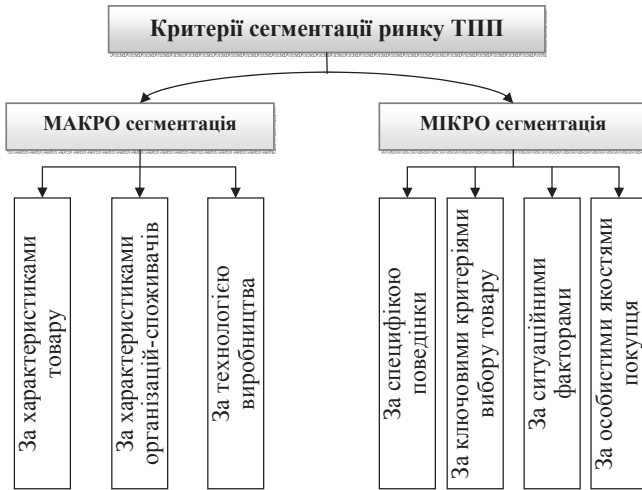 Критерії сегментації ринку ТПП
МАКРО сегментація
МІКРО сегментація
За характеристиками
товару
За характеристиками
організацій-споживачів
За технологією
виробництва
За специфікою
поведінки
За ключовими критеріями
вибору товару
За ситуаційними
факторами
За особистими якостями
покупця